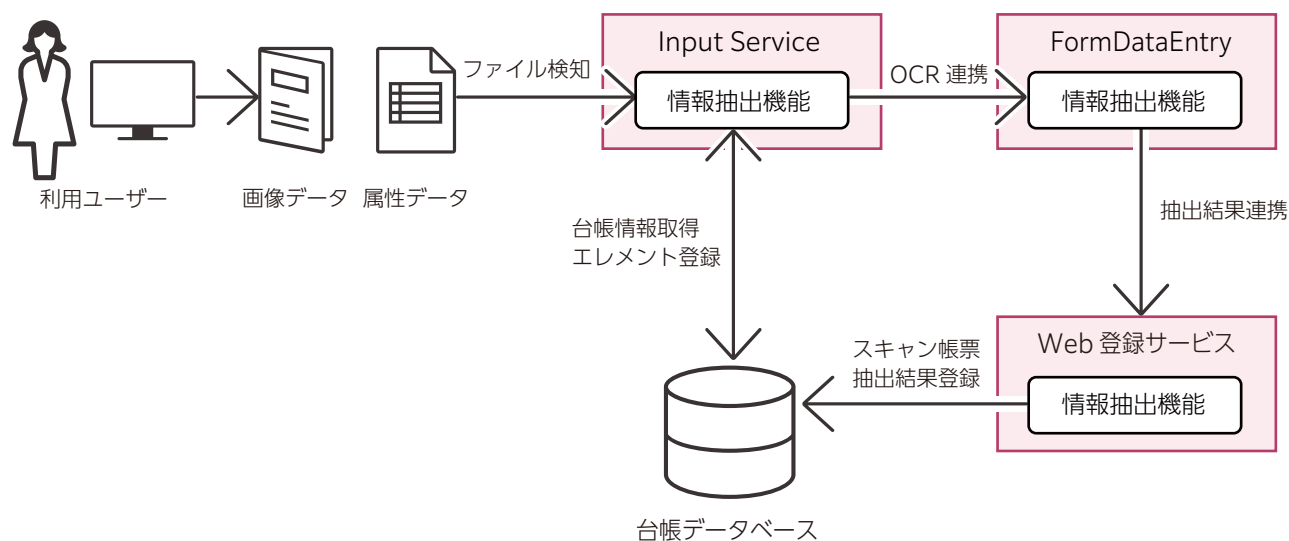 Input Service
情報抽出機能
FormDataEntry
情報抽出機能
ファイル検知
OCR 連携
利用ユーザー
画像データ
属性データ
台帳情報取得
エレメント登録
抽出結果連携
Web 登録サービス
情報抽出機能
スキャン帳票
抽出結果登録
台帳データベース